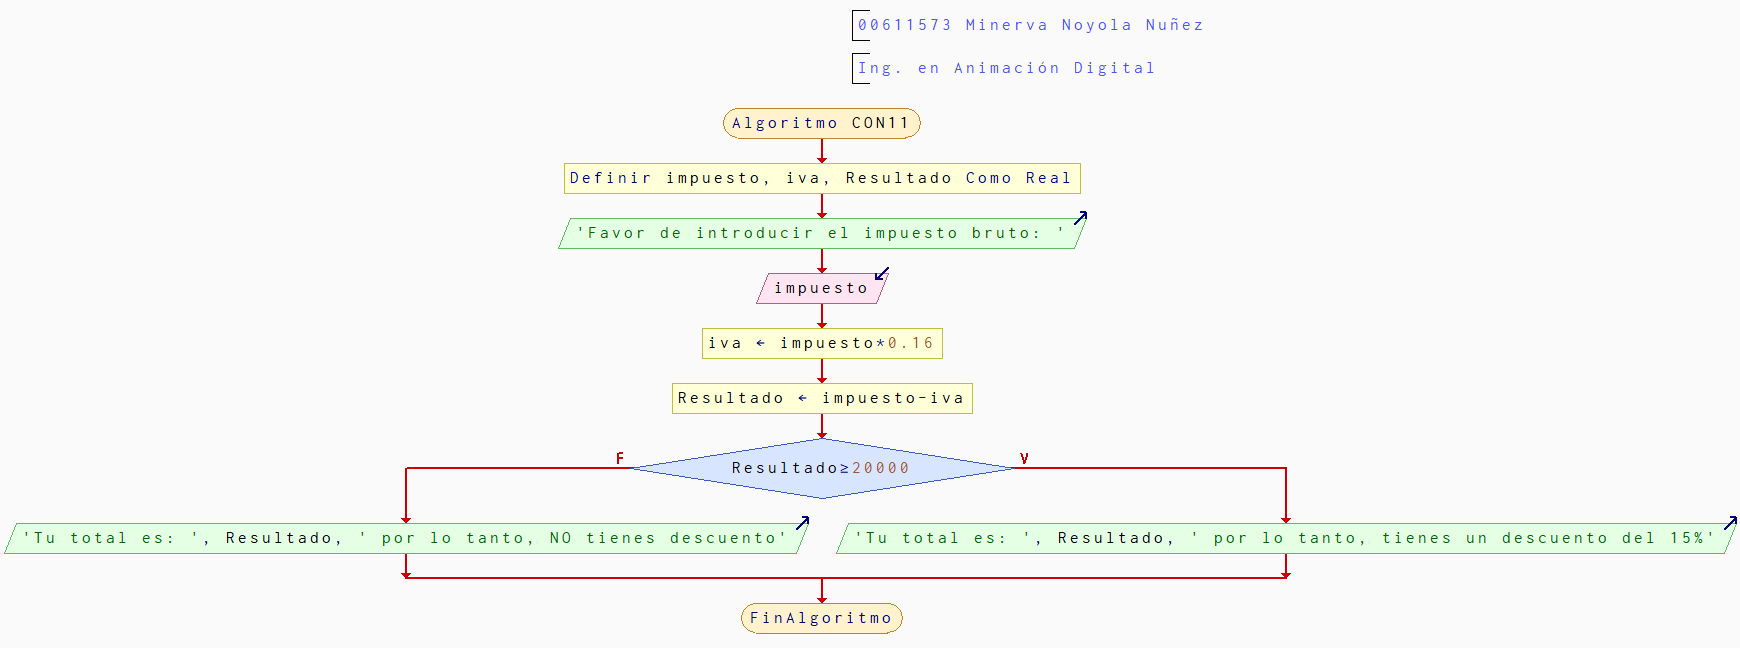 00611573 Minerva Noyola Nuñez
Ing. en Animación Digital
Algoritmo CON11
Definir impuesto, iva, Resultado Como Real
'Favor de introducir el impuesto bruto: '
impuesto
iva ← impuesto*0.16
Resultado ← impuesto-iva
F
V
Resultado≥20000
'Tu total es: ', Resultado, ' por lo tanto, NO tienes descuento'
'Tu total es: ', Resultado, ' por lo tanto, tienes un descuento del 15%'
FinAlgoritmo